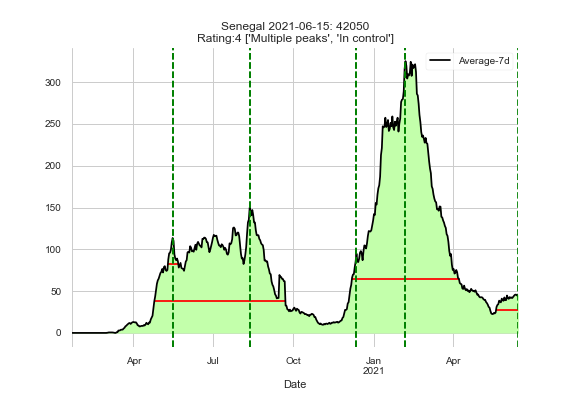 Senegal 2021-06-15: 42050
Rating:4 ['Multiple peaks', 'In control']
Average-7d
300
250
200
150
100
50
0
Apr Jul Oct Jan Apr
2021
Date